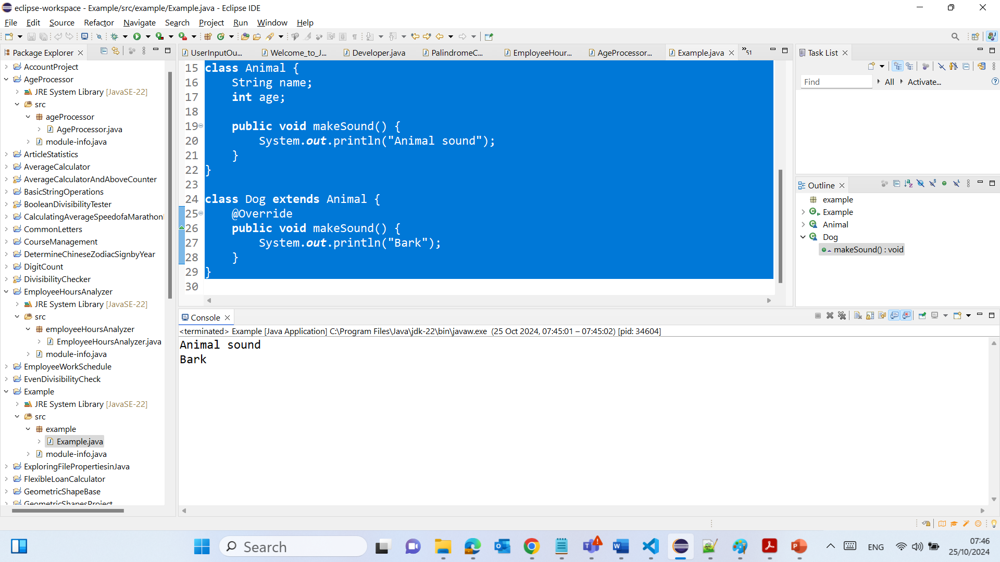 eclipse-workspace - Example/src/example/Example.java - Eclipse IDE
File Edit Source Refactor Navigate Search Project Run Window Help
Package Explorer
AccountProject
AgeProcessor
JRE System Library [JavaSE-22]
src
ageProcessor
AgeProcessor.java
module-info.java
ArticleStatistics
AverageCalculator
AverageCalculatorAndAboveCounter
BasicStringOperations
BooleanDivisibilityTester
CalculatingAverageSpeedofaMarathon
CommonLetters
CourseManagement
DetermineChineseZodiacSignbyYear
DigitCount
DivisibilityChecker
EmployeeHoursAnalyzer
JRE System Library [JavaSE-22]
src
employeeHoursAnalyzer
EmployeeHoursAnalyzer.java
module-info.java
EmployeeWorkSchedule
EvenDivisibilityCheck
Example
JRE System Library [JavaSE-22]
src
example
Example.java
module-info.java
ExploringFilePropertiesinJava
FlexibleLoanCalculator
GeometricShapeBase
GeometricShapesProject
UserInputOu... Welcome_to_J... Developer.java PalindromeC... EmployeeHour... AgeProcessor... Example.java »51
15 class Animal {
16 String name;
17 int age;
18
19 public void makeSound() {
20 System.out.println("Animal sound");
21 }
22 }
23
24 class Dog extends Animal {
25 @Override
26 public void makeSound() {
27 System.out.println("Bark");
28 }
29 }
30
Console
<terminated> Example [Java Application] C:\Program Files\Java\jdk-22\bin\javaw.exe (25 Oct 2024, 07:45:01 – 07:45:02) [pid: 34604]
Animal sound
Bark
Task List
Find All Activate...
Outline
example
Example
Animal
Dog
makeSound() : void
Search
ENG
07:46
25/10/2024